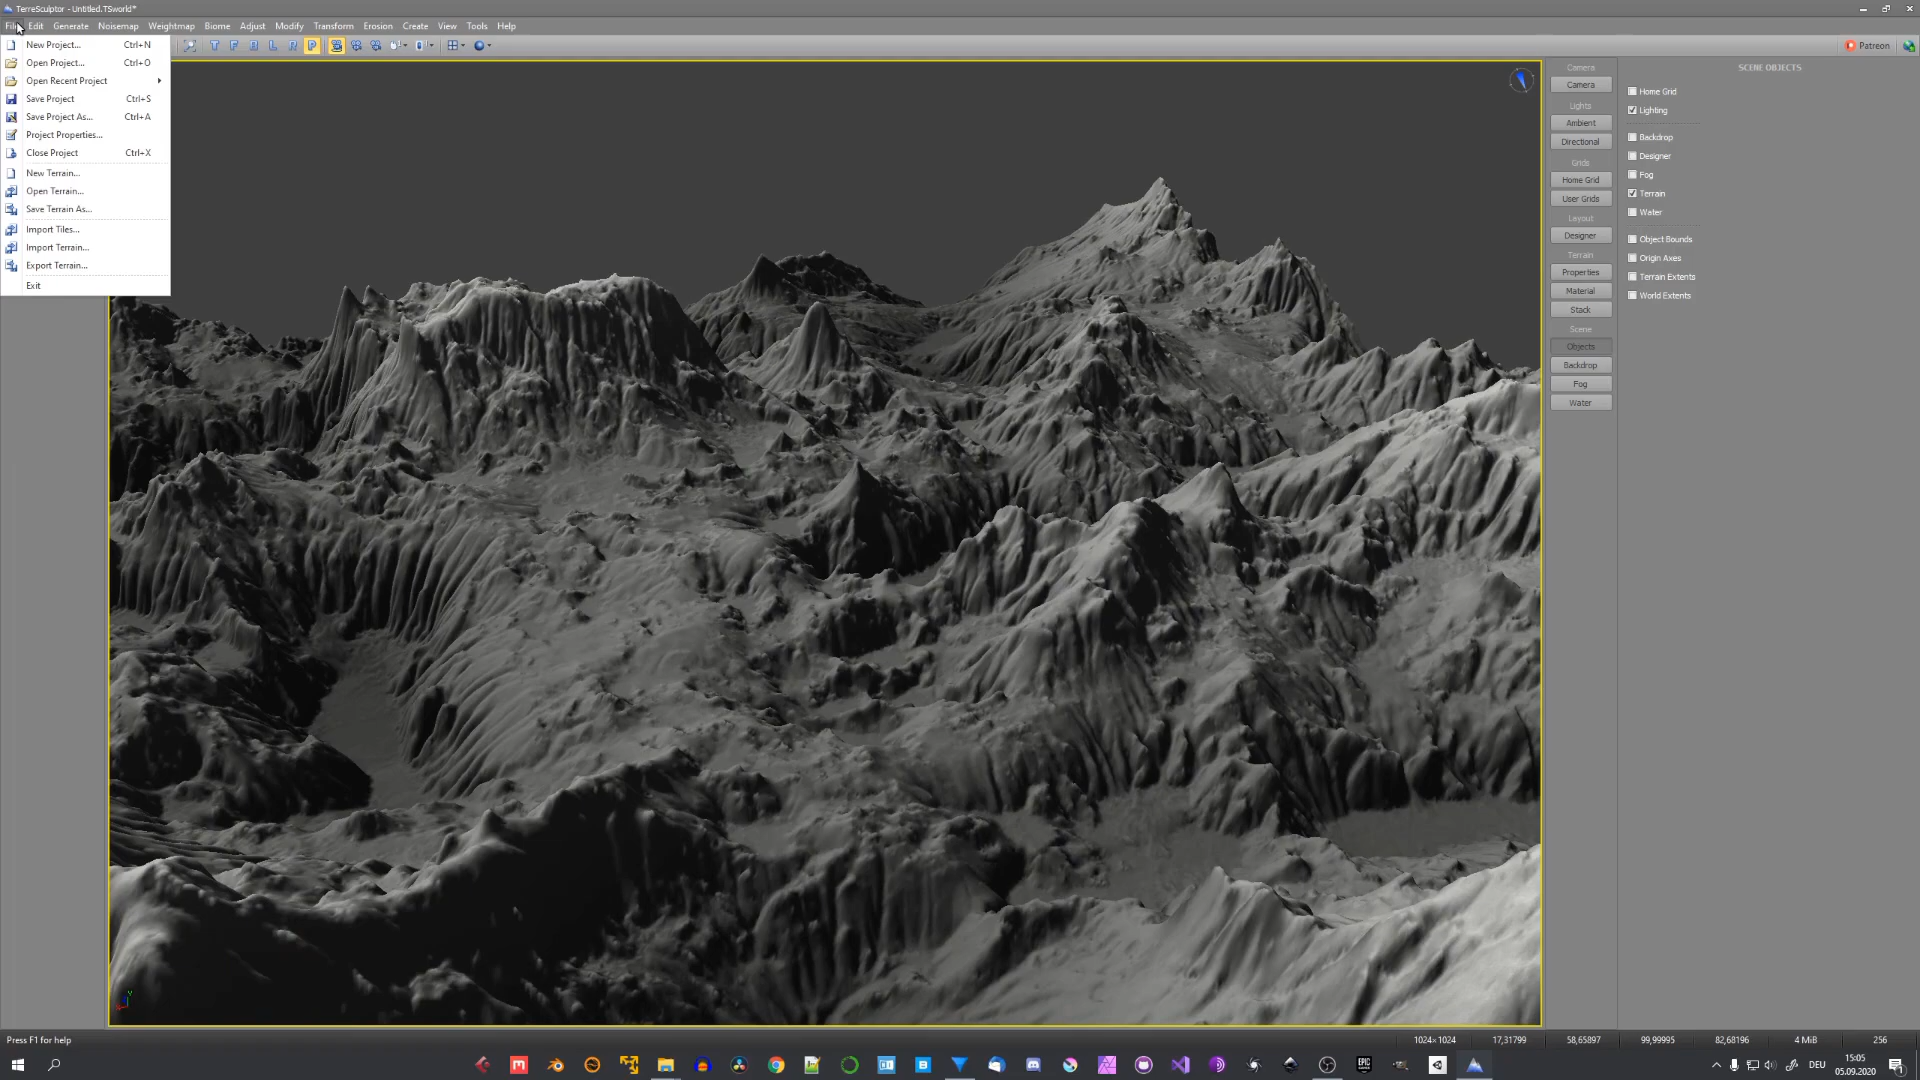 TerreSculptor - Untitled.TSworld*
File Edit Generate Noisemap Weightmap Biome Adjust Modify Transform Erosion Create View Tools Help
T F B L R P
Patreon
New Project... Ctrl+N
Open Project... Ctrl+O
Open Recent Project
Save Project Ctrl+S
Save Project As... Ctrl+A
Project Properties...
Close Project Ctrl+X
New Terrain...
Open Terrain...
Save Terrain As...
Import Tiles...
Import Terrain...
Export Terrain...
Exit
Camera
Camera
Lights
Ambient
Directional
Grids
Home Grid
User Grids
Layout
Designer
Terrain
Properties
Material
Stack
Scene
Objects
Backdrop
Fog
Water
SCENE OBJECTS
Home Grid
Lighting
Backdrop
Designer
Fog
Terrain
Water
Object Bounds
Origin Axes
Terrain Extents
World Extents
Press F1 for help
1024×1024 17,31799 58,65897 99,99995 82,68196 4 MiB 256
DEU
15:05
05.09.2020